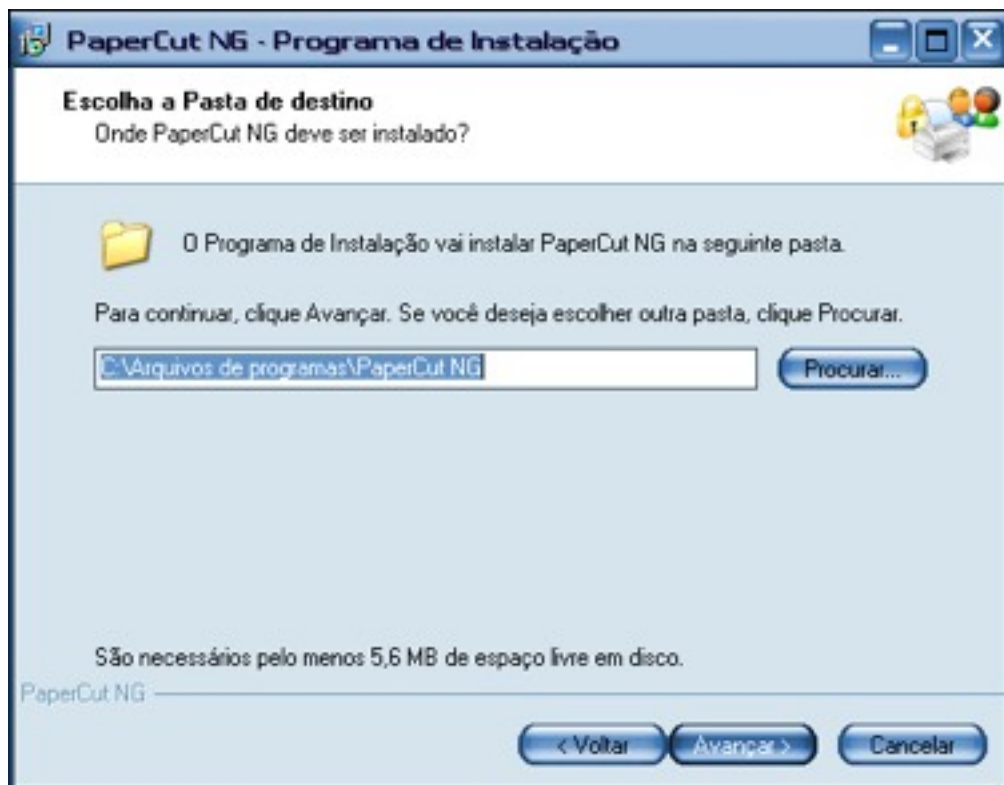 PaperCut NG - Programa de Instalação
Escolha a Pasta de destino
Onde PaperCut NG deve ser instalado?
O Programa de Instalação vai instalar PaperCut NG na seguinte pasta.
Para continuar, clique Avançar. Se você deseja escolher outra pasta, clique Procurar.
C:\Arquivos de programas\PaperCut NG
Procurar...
São necessários pelo menos 5,6 MB de espaço livre em disco.
PaperCut NG
< Voltar
Avançar >
Cancelar